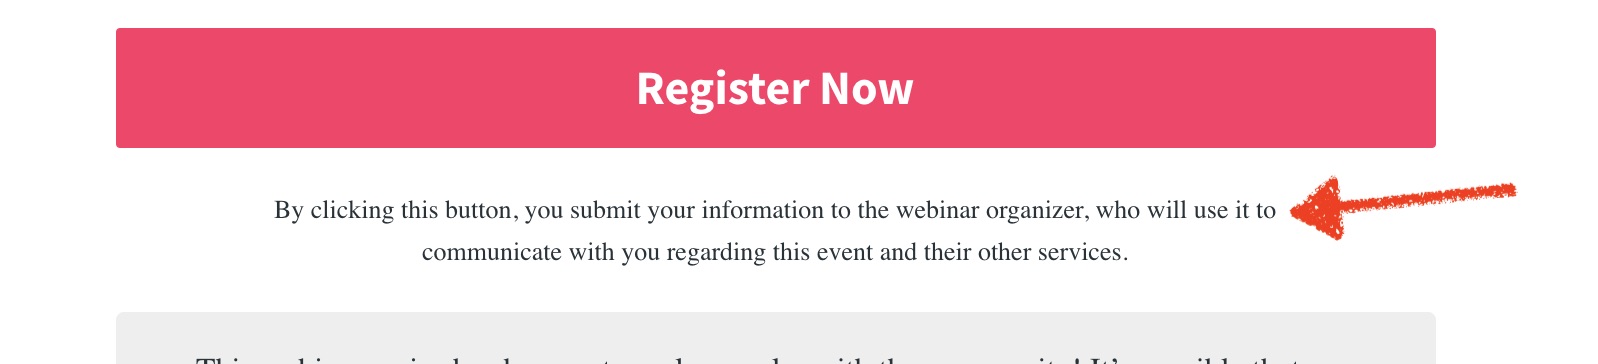 Register Now
By clicking this button, you submit your information to the webinar organizer, who will use it to
communicate with you regarding this event and their other services.